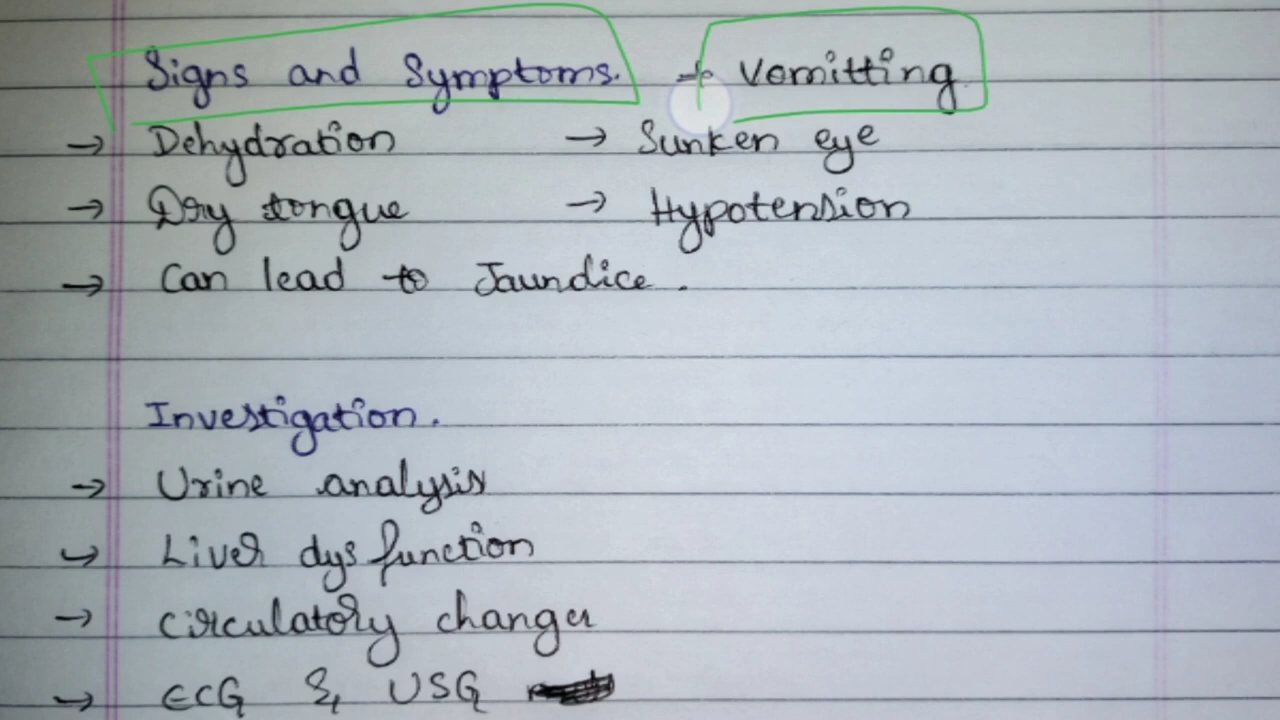 Signs and Symptoms. → Vomitting
→ Dehydration → Sunken eye
→ Dry tongue → Hypotension
→ Can lead to Jaundice.
Investigation.
→ Urine analysis
→ Liver dysfunction
→ Circulatory changes
→ ECG & USG